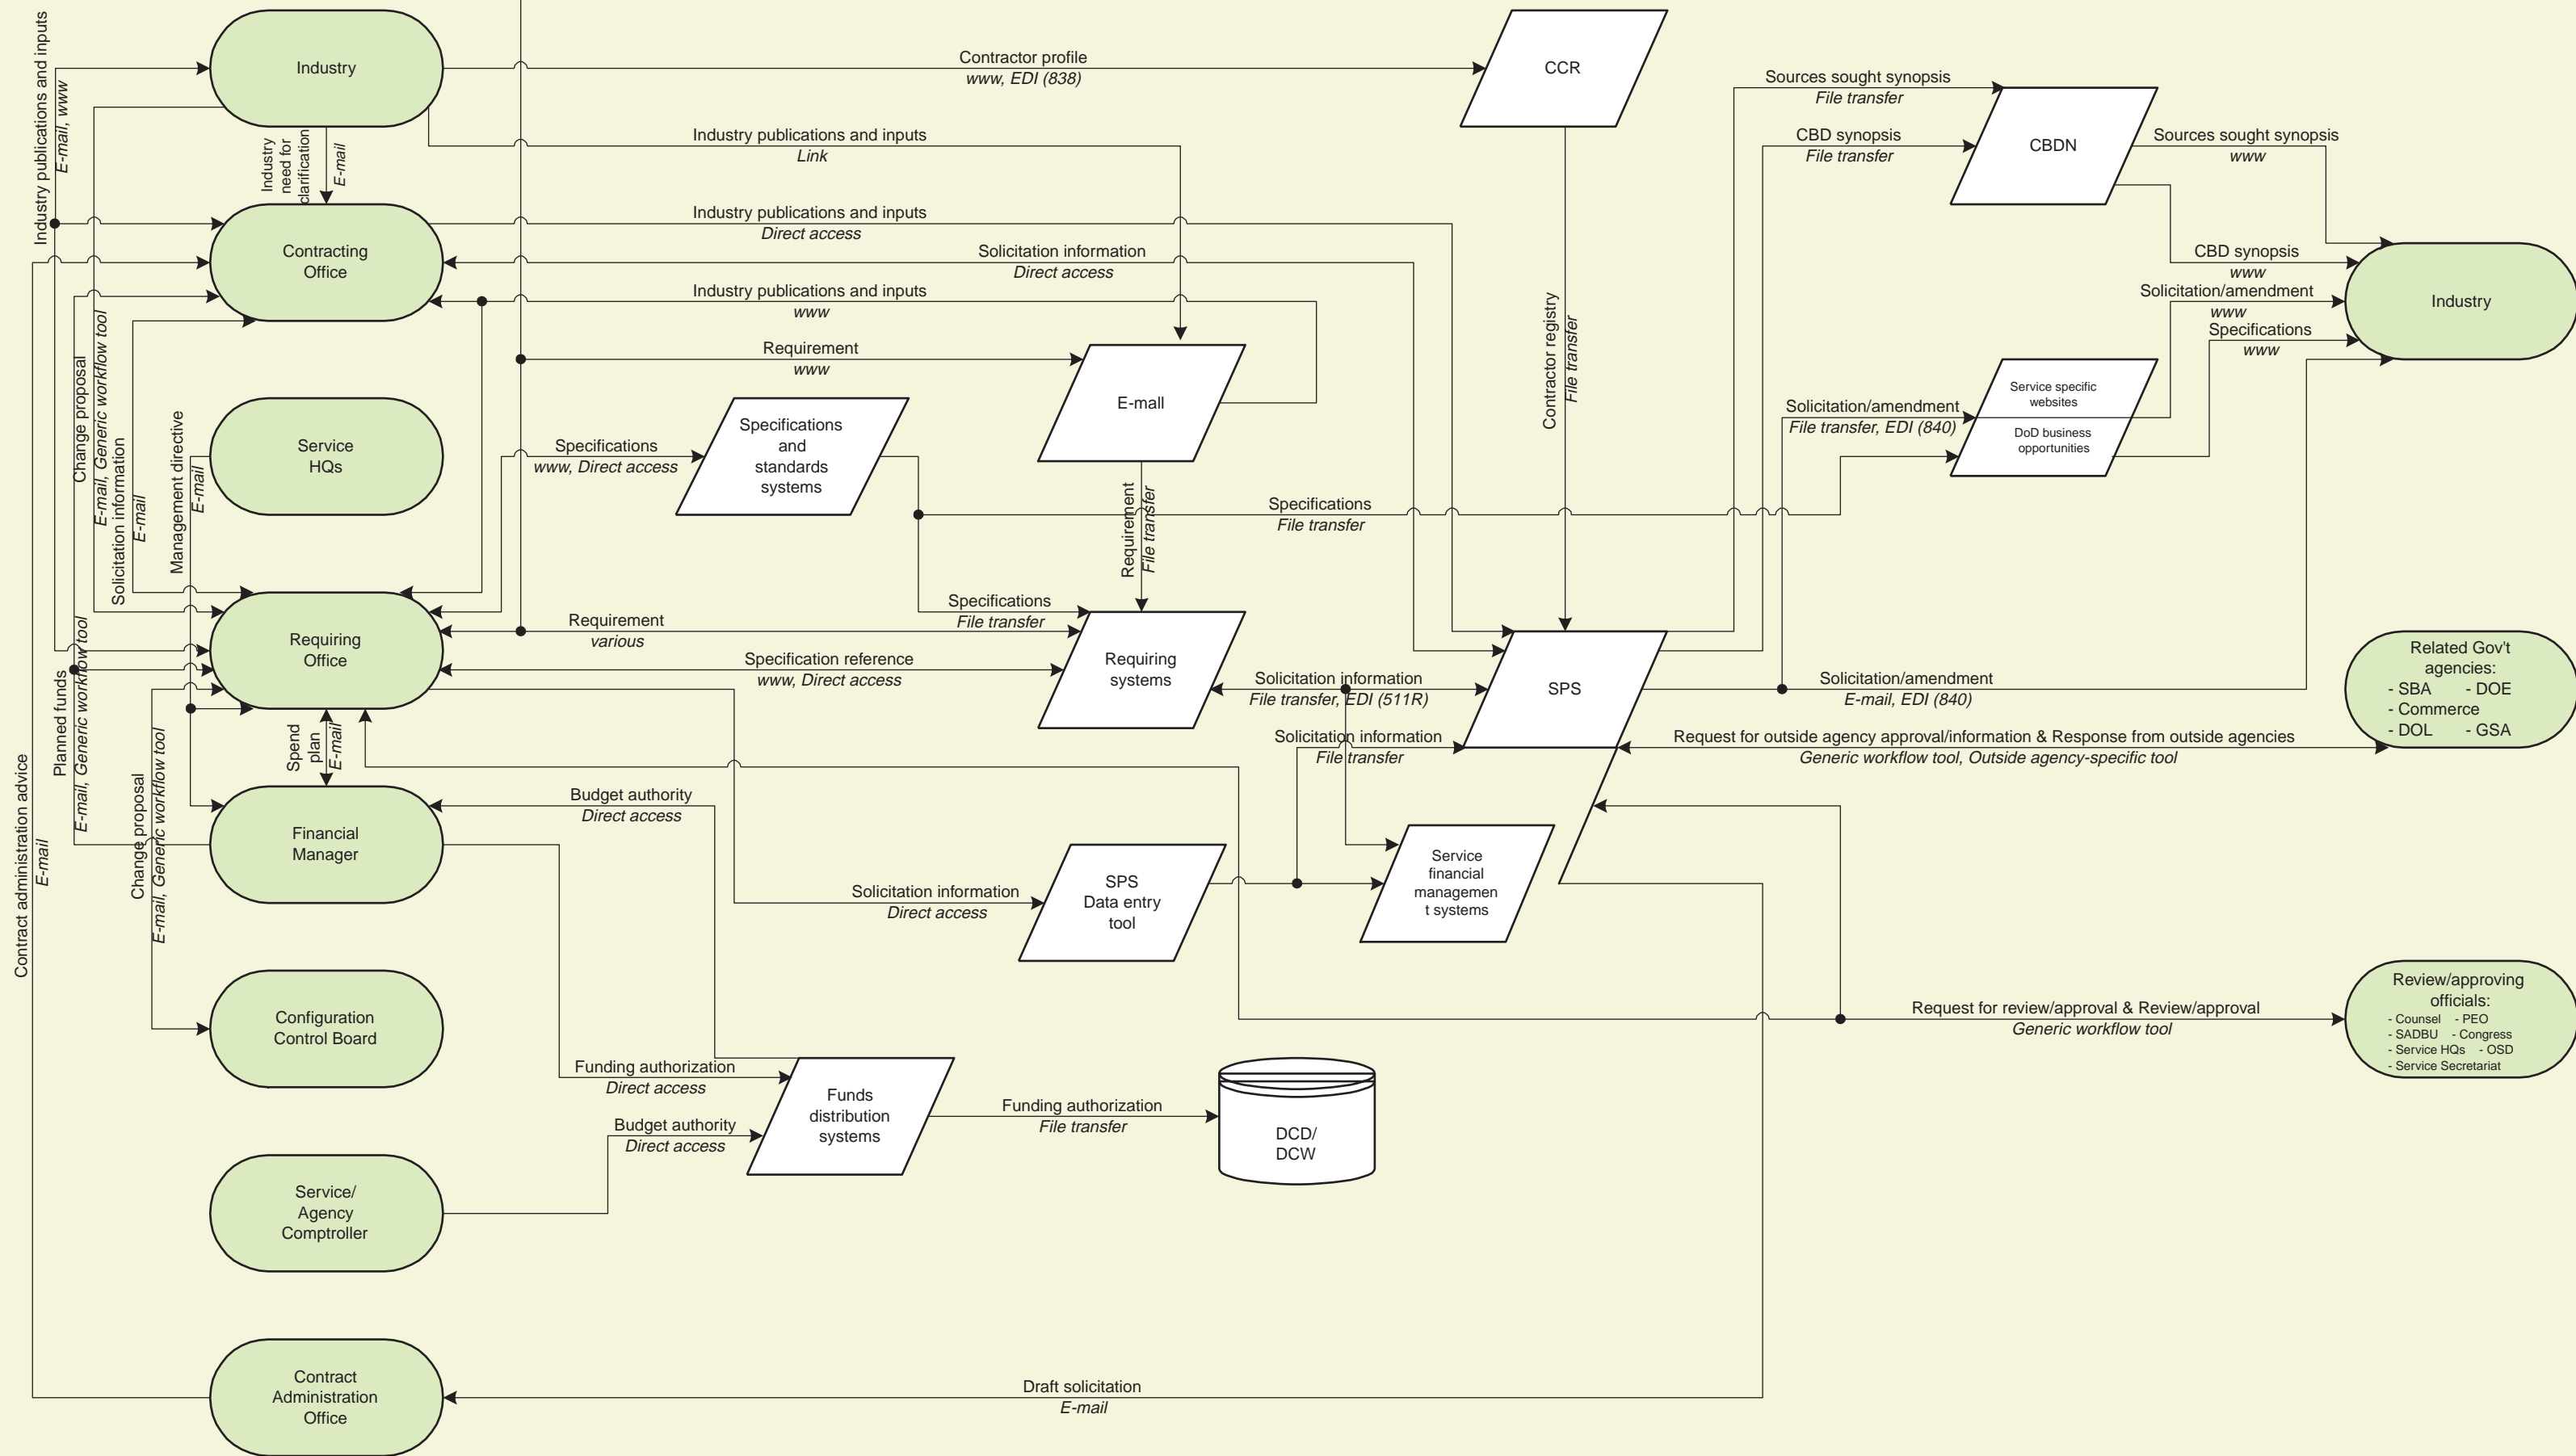 Industry publications and inputs
E-mail, www
Industry
Contractor profile
www, EDI (838)
CCR
Sources sought synopsis
File transfer
CBD synopsis
File transfer
CBDN
Sources sought synopsis
www
Industry
need for
clarification
E-mail
Industry publications and inputs
Link
Contracting
Office
Industry publications and inputs
Direct access
Solicitation information
Direct access
Industry publications and inputs
www
CBD synopsis
www
Solicitation/amendment
www
Specifications
www
Industry
Contractor registry
File transfer
Requirement
www
E-mall
Change proposal
E-mail, Generic workflow tool
Solicitation information
E-mail
Management directive
E-mail
Service
HQs
Specifications
www, Direct access
Specifications
and
standards
systems
Requirement
File transfer
Specifications
File transfer
Solicitation/amendment
File transfer, EDI (840)
Service specific
websites
DoD business
opportunities
Requiring
Office
Requirement
various
Specifications
File transfer
Specification reference
www, Direct access
Requiring
systems
Solicitation information
File transfer, EDI (511R)
Solicitation information
File transfer
SPS
Solicitation/amendment
E-mail, EDI (840)
Request for outside agency approval/information & Response from outside agencies
Generic workflow tool, Outside agency-specific tool
Related Gov't
agencies:
- SBA - DOE
- Commerce
- DOL - GSA
Planned funds
E-mail, Generic workflow tool
Spend
plan
E-mail
Contract administration advice
E-mail
Change proposal
E-mail, Generic workflow tool
Financial
Manager
Budget authority
Direct access
Solicitation information
Direct access
SPS
Data entry
tool
Service
financial
managemen
t systems
Configuration
Control Board
Funding authorization
Direct access
Budget authority
Direct access
Funds
distribution
systems
Funding authorization
File transfer
DCD/
DCW
Request for review/approval & Review/approval
Generic workflow tool
Review/approving
officials:
- Counsel - PEO
- SADBU - Congress
- Service HQs - OSD
- Service Secretariat
Service/
Agency
Comptroller
Contract
Administration
Office
Draft solicitation
E-mail